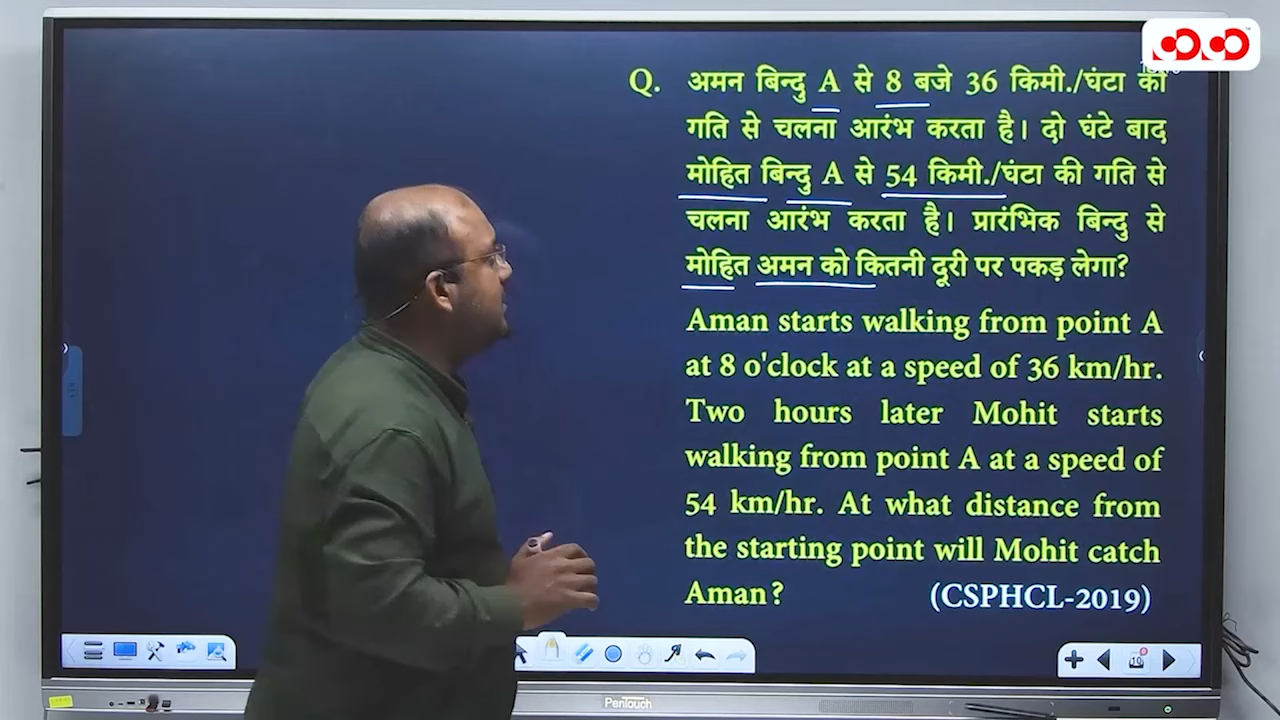 Q. अमन बिन्दु A से 8 बजे 36 किमी./घंटा की
गति से चलना आरंभ करता है। दो घंटे बाद
मोहित बिन्दु A से 54 किमी./घंटा की गति से
चलना आरंभ करता है। प्रारंभिक बिन्दु से
मोहित अमन को कितनी दूरी पर पकड़ लेगा?
Aman starts walking from point A
at 8 o'clock at a speed of 36 km/hr.
Two hours later Mohit starts
walking from point A at a speed of
54 km/hr. At what distance from
the starting point will Mohit catch
Aman? (CSPHCL-2019)
PenTouch